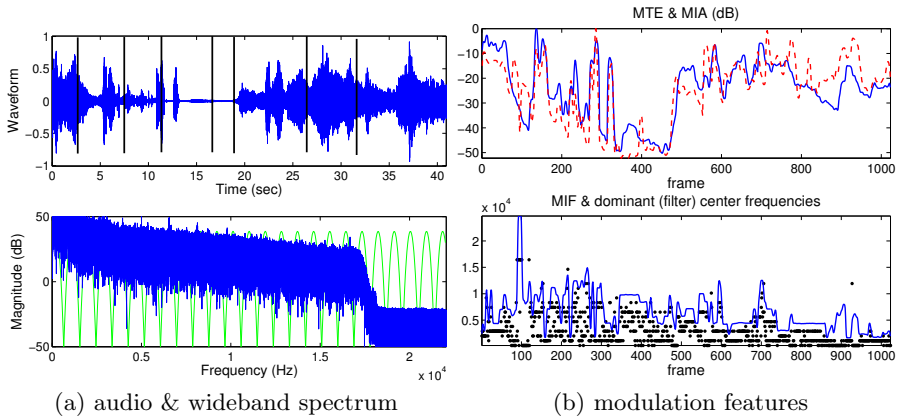 MTE & MIA (dB)
1
0.5
0
−0.5
−1
Waveform
0 5 10 15 20 25 30 35 40
Time (sec)
0
−10
−20
−30
−40
−50
0 200 400 600 800 1000
frame
50
0
−50
Magnitude (dB)
0 0.5 1 1.5 2
x 10^4
Frequency (Hz)
MIF & dominant (filter) center frequencies
x 10^4
2.5
2
1.5
1
0.5
100 200 300 400 500 600 700 800 900 1000
frame
(a) audio & wideband spectrum
(b) modulation features